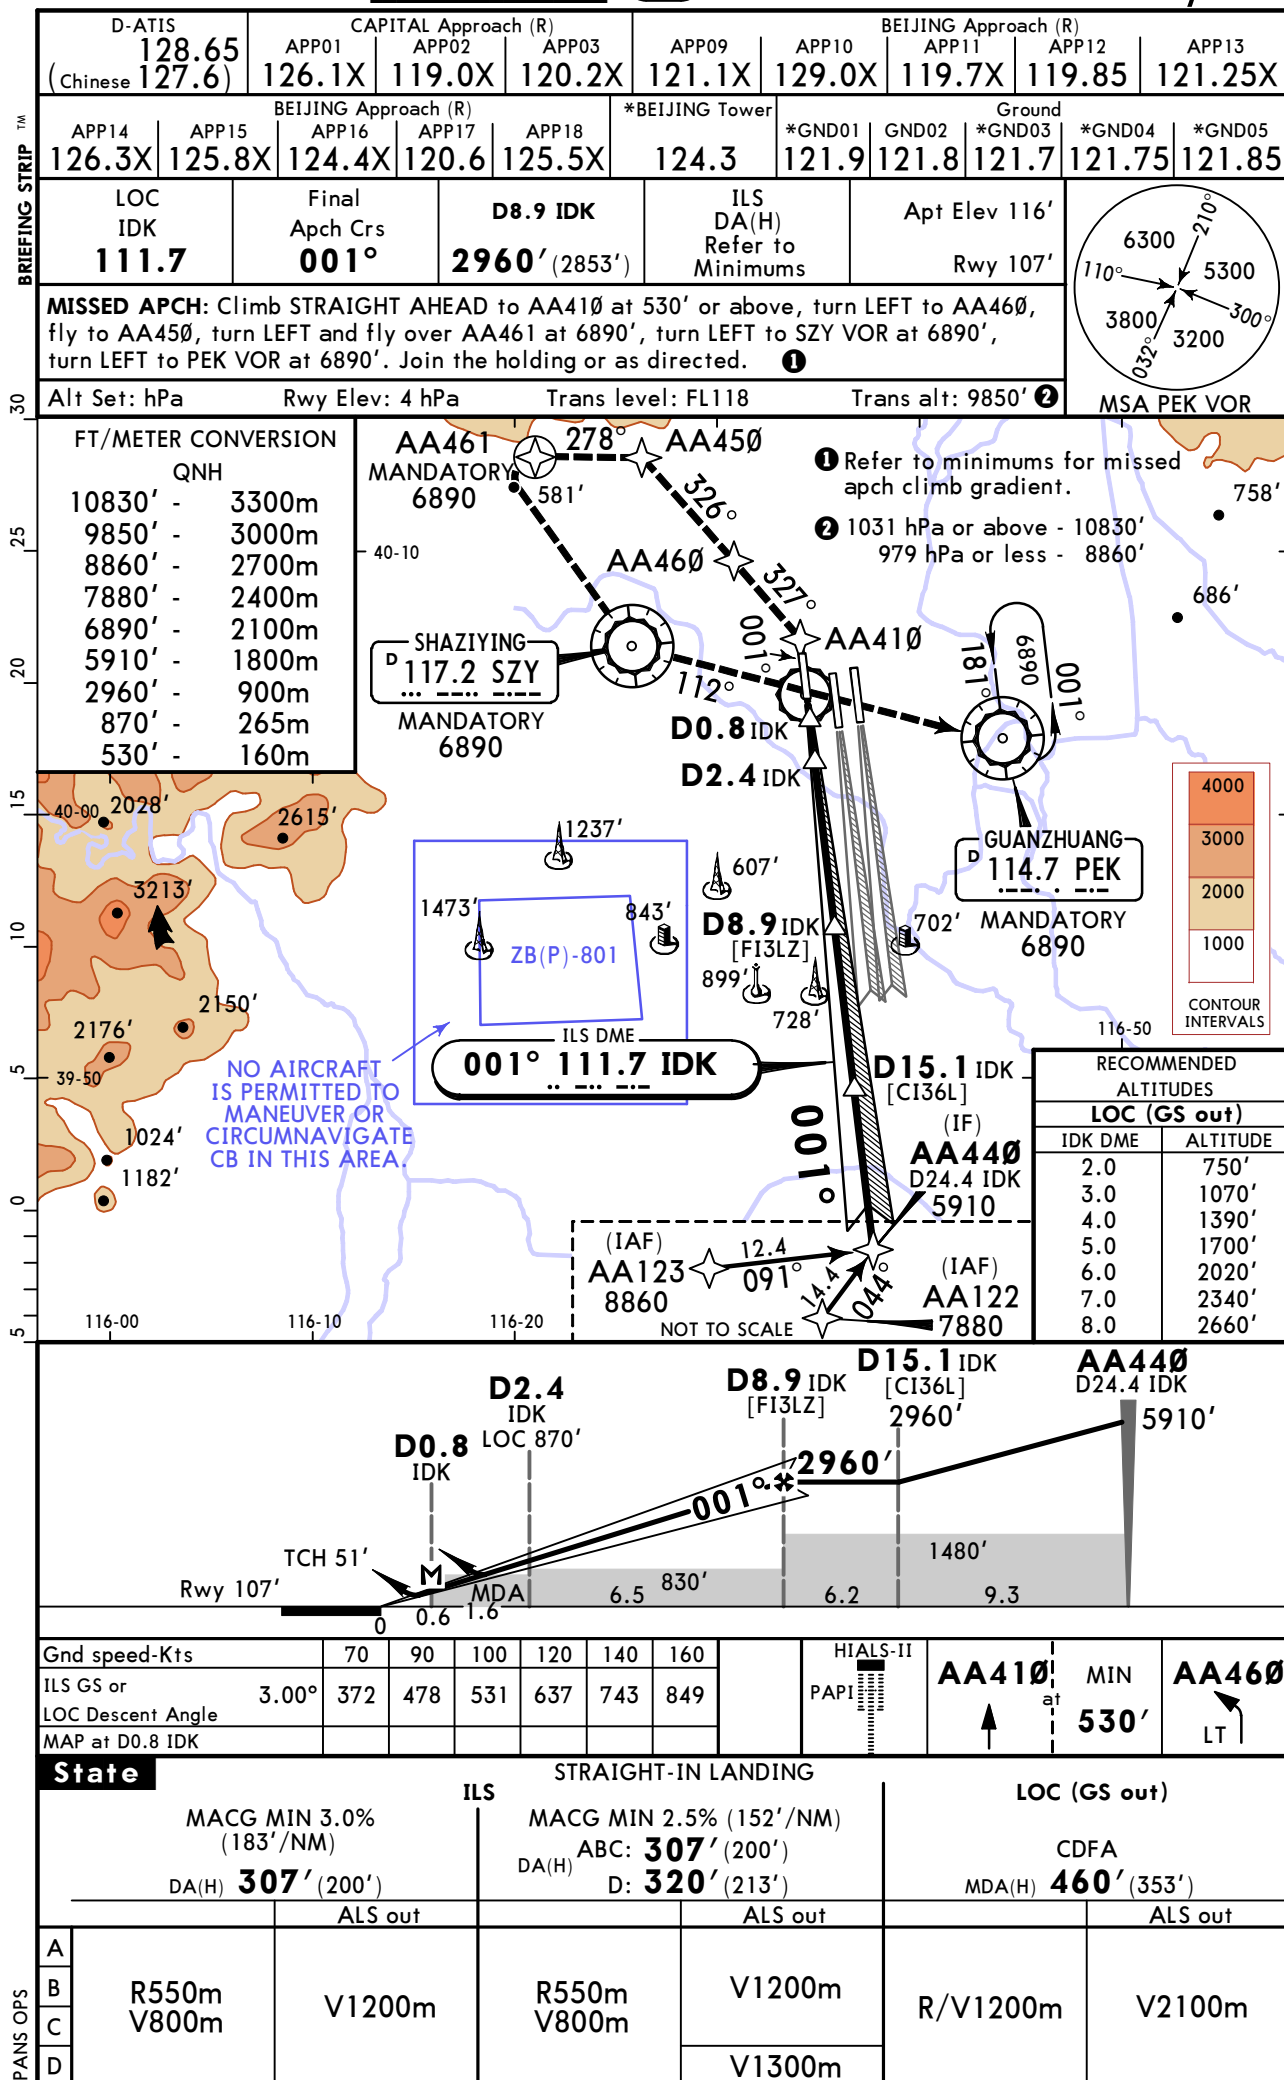 D-ATIS
128.65
(Chinese 127.6)
CAPITAL Approach (R)
APP01 APP02 APP03
126.1X 119.0X 120.2X
BEIJING Approach (R)
APP09 APP10 APP11 APP12 APP13
121.1X 129.0X 119.7X 119.85 121.25X
BEIJING Approach (R)
APP14 APP15 APP16 APP17 APP18
126.3X 125.8X 124.4X 120.6 125.5X
*BEIJING Tower
124.3
Ground
*GND01 GND02 *GND03 *GND04 *GND05
121.9 121.8 121.7 121.75 121.85
BRIEFING STRIP TM
LOC
IDK
111.7
Final
Apch Crs
001°
D8.9 IDK
2960' (2853')
ILS
DA(H)
Refer to
Minimums
Apt Elev 116'
Rwy 107'
6300
210°
110°
5300
3800
300°
3200
032°
MSA PEK VOR
MISSED APCH: Climb STRAIGHT AHEAD to AA410 at 530' or above, turn LEFT to AA460,
fly to AA450, turn LEFT and fly over AA461 at 6890', turn LEFT to SZY VOR at 6890',
turn LEFT to PEK VOR at 6890'. Join the holding or as directed. 1
Alt Set: hPa Rwy Elev: 4 hPa Trans level: FL118 Trans alt: 9850' 2
FT/METER CONVERSION
QNH
10830' - 3300m
9850' - 3000m
8860' - 2700m
7880' - 2400m
6890' - 2100m
5910' - 1800m
2960' - 900m
870' - 265m
530' - 160m
30
25
20
15
10
5
0
5
AA461
MANDATORY
6890
278°
AA450
581'
326°
1 Refer to minimums for missed
apch climb gradient.
2 1031 hPa or above - 10830'
979 hPa or less - 8860'
758'
40-10
AA460
327°
686'
SHAZIYING
D 117.2 SZY
MANDATORY
6890
001°
AA410
112°
181°
6890
001°
D0.8 IDK
D2.4 IDK
40-00
2028'
2615'
1237'
607'
GUANZHUANG
D 114.7 PEK
MANDATORY
6890
4000
3000
2000
1000
CONTOUR
INTERVALS
3213'
1473'
843'
ZB(P)-801
D8.9 IDK
[FI3LZ]
702'
899'
728'
2150'
2176'
39-50
116-50
ILS DME
001° 111.7 IDK
NO AIRCRAFT
IS PERMITTED TO
MANEUVER OR
CIRCUMNAVIGATE
CB IN THIS AREA.
1024'
1182'
D15.1 IDK
[CI36L]
001°
(IF)
AA440
D24.4 IDK
5910
(IAF)
AA123
8860
12.4
091°
14.4
044°
(IAF)
AA122
7880
NOT TO SCALE
116-00 116-10 116-20
RECOMMENDED
ALTITUDES
LOC (GS out)
IDK DME ALTITUDE
2.0 750'
3.0 1070'
4.0 1390'
5.0 1700'
6.0 2020'
7.0 2340'
8.0 2660'
D0.8
IDK
D2.4
IDK
LOC 870'
D8.9 IDK
[FI3LZ]
D15.1 IDK
[CI36L]
2960'
AA440
D24.4 IDK
5910'
2960'
001°
TCH 51'
M
Rwy 107'
MDA
830'
1480'
0 0.6 1.6 6.5 6.2 9.3
Gnd speed-Kts 70 90 100 120 140 160
ILS GS or
LOC Descent Angle 3.00° 372 478 531 637 743 849
MAP at D0.8 IDK
HIALS-II
PAPI
AA410
at
MIN
530'
AA460
LT
State
STRAIGHT-IN LANDING
ILS
LOC (GS out)
MACG MIN 3.0%
(183'/NM)
DA(H) 307' (200')
MACG MIN 2.5% (152'/NM)
DA(H)
ABC: 307' (200')
D: 320' (213')
CDFA
MDA(H) 460' (353')
ALS out ALS out ALS out
PANS OPS
A
B
C
D
R550m
V800m
V1200m
R550m
V800m
V1200m
V1300m
R/V1200m
V2100m